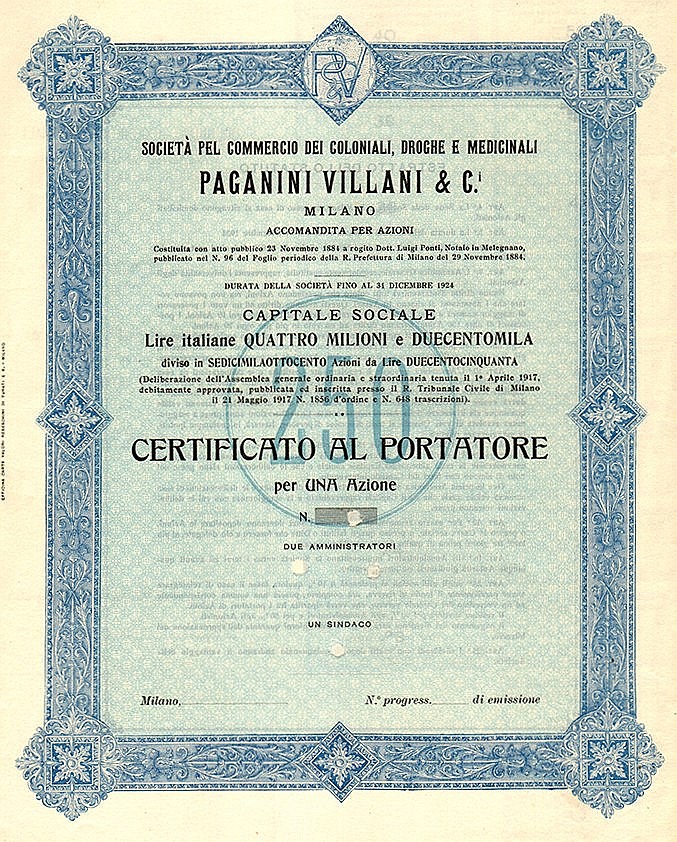 PV
&
SOCIETÀ PEL COMMERCIO DEI COLONIALI, DROGHE E MEDICINALI
PAGANINI VILLANI & C.i
MILANO
ACCOMANDITA PER AZIONI
Costituita con atto pubblico 23 Novembre 1884 a rogito Dott. Luigi Ponti, Notaio in Melegnano,
pubblicato nel N. 96 del Foglio periodico della R. Prefettura di Milano del 29 Novembre 1884.
DURATA DELLA SOCIETÀ FINO AL 31 DICEMBRE 1924
CAPITALE SOCIALE
Lire italiane QUATTRO MILIONI e DUECENTOMILA
diviso in SEDICIMILAOTTOCENTO Azioni da Lire DUECENTOCINQUANTA
(Deliberazione dell'Assemblea generale ordinaria e straordinaria tenuta il 1º Aprile 1917,
debitamente approvata, pubblicata ed inscritta presso il R. Tribunale Civile di Milano
il 21 Maggio 1917 N. 1856 d'ordine e N. 648 trascrizioni).
250
CERTIFICATO AL PORTATORE
per UNA Azione
N.
DUE AMMINISTRATORI
UN SINDACO
Milano, N.º progress. di emissione